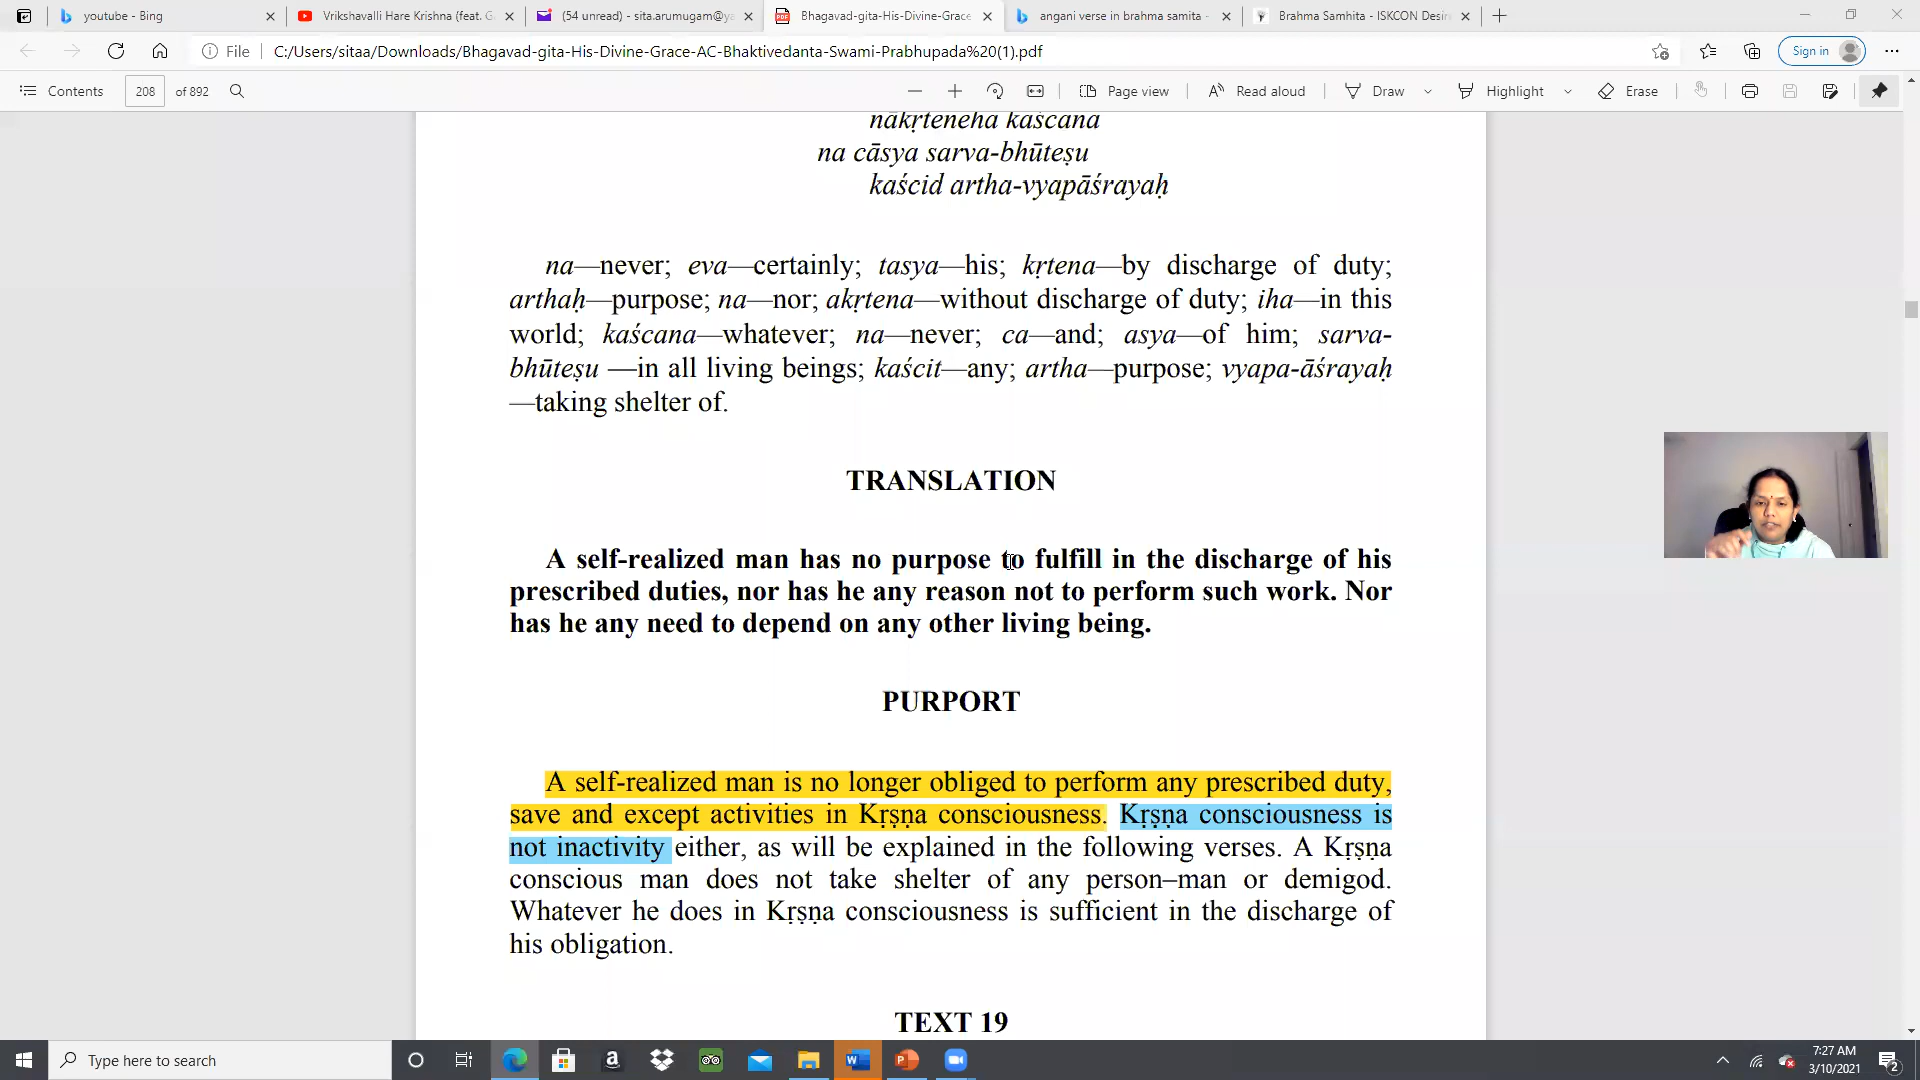 youtube - Bing
Vrikshavalli Hare Krishna (feat. G
(54 unread) - sita.arumugam@ya
Bhagavad-gita-His-Divine-Grace
angani verse in brahma samita -
Brahma Samhita - ISKCON Desire
File
C:/Users/sitaa/Downloads/Bhagavad-gita-His-Divine-Grace-AC-Bhaktivedanta-Swami-Prabhupada%20(1).pdf
Sign in
Contents
208 of 892
Page view
Read aloud
Draw
Highlight
Erase
nākṛteneha kaścana
na cāsya sarva-bhūteṣu
kaścid artha-vyapāśrayaḥ
na—never; eva—certainly; tasya—his; kṛtena—by discharge of duty;
arthaḥ—purpose; na—nor; akṛtena—without discharge of duty; iha—in this
world; kaścana—whatever; na—never; ca—and; asya—of him; sarva-
bhūteṣu —in all living beings; kaścit—any; artha—purpose; vyapa-āśrayaḥ
—taking shelter of.
TRANSLATION
A self-realized man has no purpose to fulfill in the discharge of his
prescribed duties, nor has he any reason not to perform such work. Nor
has he any need to depend on any other living being.
PURPORT
A self-realized man is no longer obliged to perform any prescribed duty,
save and except activities in Kṛṣṇa consciousness. Kṛṣṇa consciousness is
not inactivity either, as will be explained in the following verses. A Kṛṣṇa
conscious man does not take shelter of any person–man or demigod.
Whatever he does in Kṛṣṇa consciousness is sufficient in the discharge of
his obligation.
TEXT 19
Type here to search
7:27 AM
3/10/2021
2